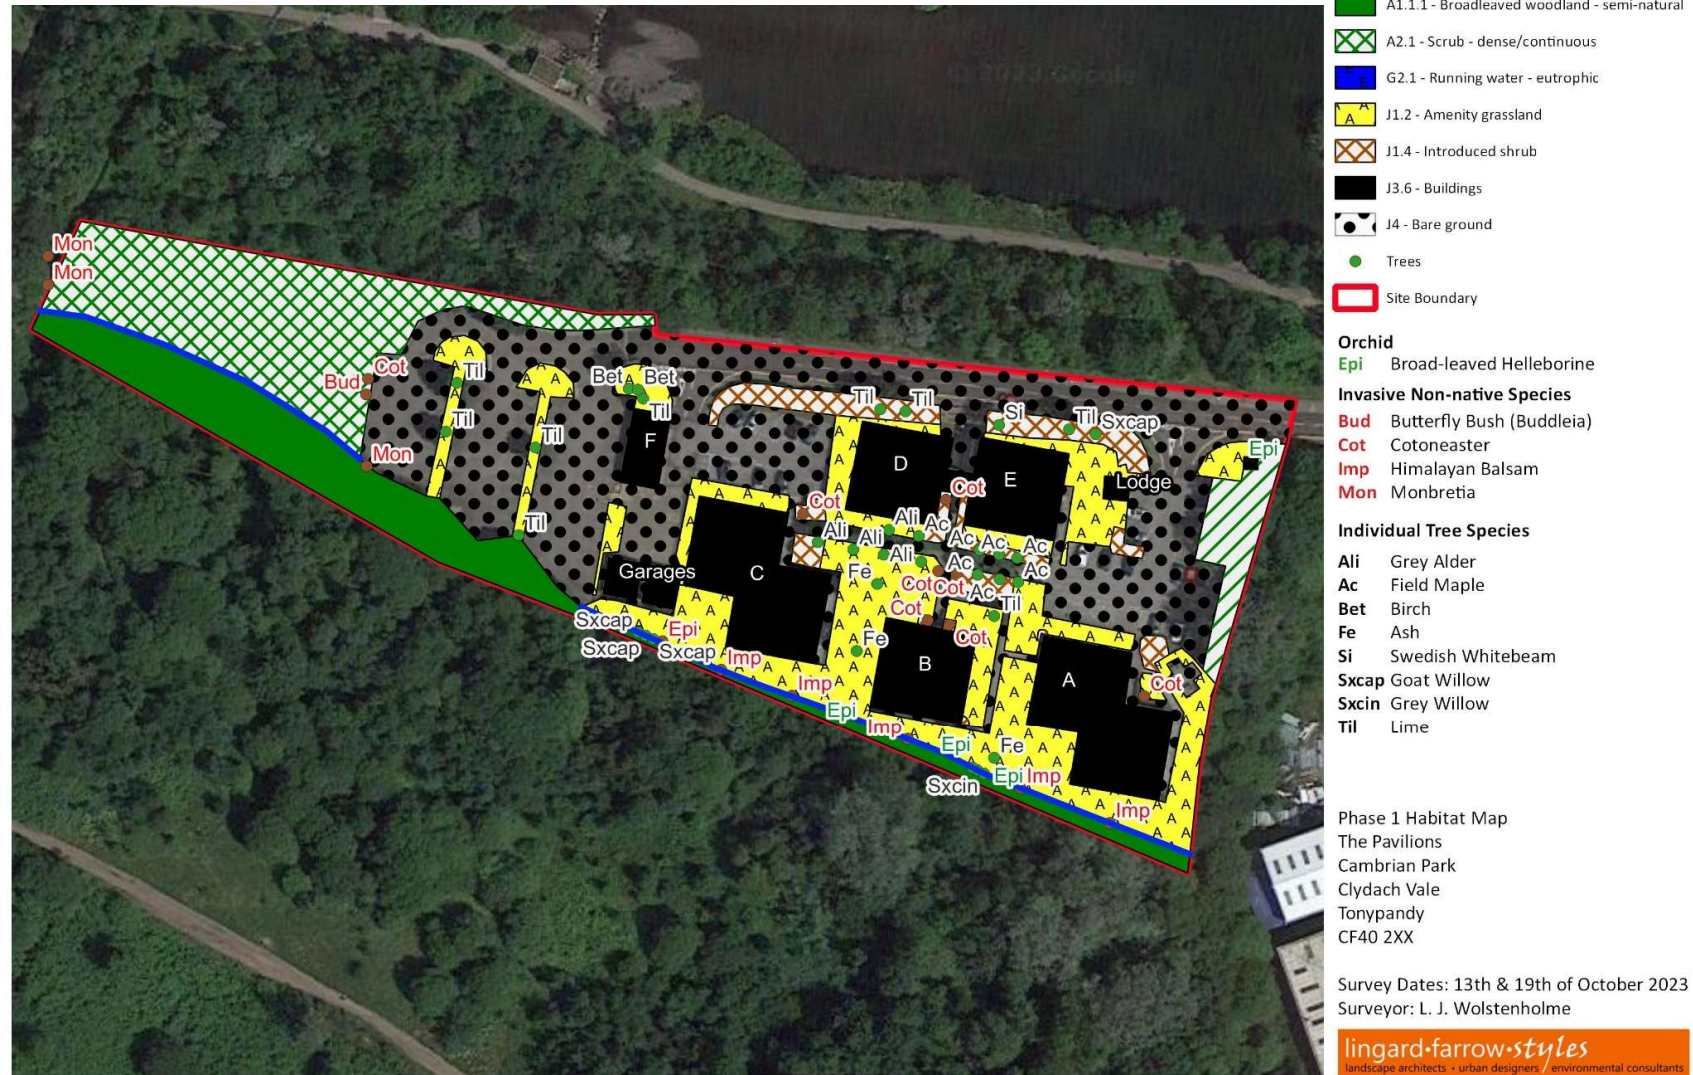 A1.1.1 - Broadleaved woodland - semi-natural
A2.1 - Scrub - dense/continuous
G2.1 - Running water - eutrophic
J1.2 - Amenity grassland
J1.4 - Introduced shrub
J3.6 - Buildings
J4 - Bare ground
Trees
Site Boundary
Orchid
Epi Broad-leaved Helleborine
Invasive Non-native Species
Bud Butterfly Bush (Buddleia)
Cot Cotoneaster
Imp Himalayan Balsam
Mon Monbretia
Individual Tree Species
Ali Grey Alder
Ac Field Maple
Bet Birch
Fe Ash
Si Swedish Whitebeam
Sxcap Goat Willow
Sxcin Grey Willow
Til Lime
Phase 1 Habitat Map
The Pavilions
Cambrian Park
Clydach Vale
Tonypandy
CF40 2XX
Survey Dates: 13th & 19th of October 2023
Surveyor: L. J. Wolstenholme
lingard•farrow•styles
landscape architects • urban designers / environmental consultants
Mon
Mon
Cot
Bud
Mon
Til
Til
Til
Til
Bet Bet
Til
F
Til Til
Si Til Sxcap
Epi
D
E
Lodge
Cot
Cot
Ali Ali Ali Ac
Ali
Ac Ac Ac
Ac Ac
Ac
Garages
C
Fe
Cot Cot
Cot
Til
Cot
Sxcap
Sxcap
Sxcap
Epi
Imp
Fe
B
A
Cot
Imp
Epi
Imp
Epi
Fe
Epi Imp
Sxcin
Imp